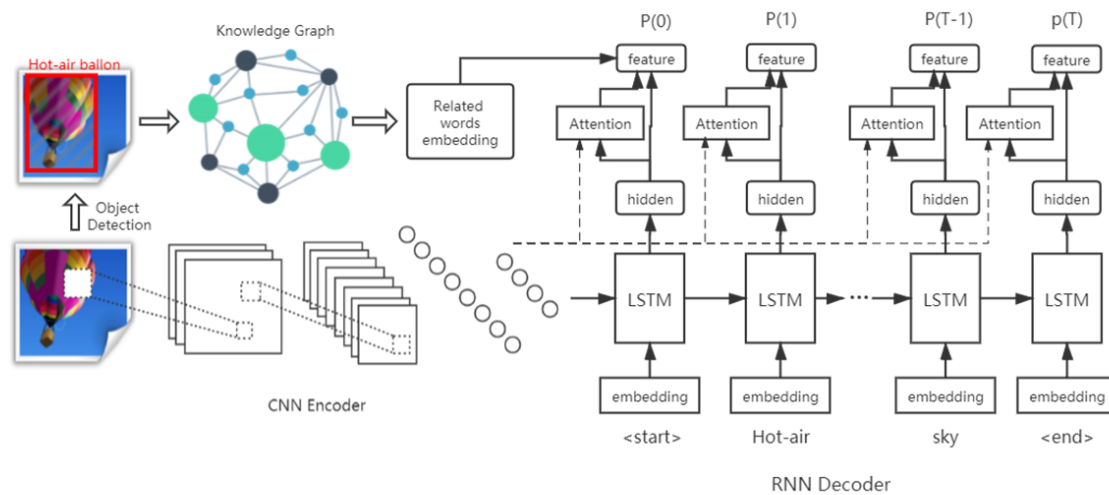 P(0) P(1) P(T-1) p(T)
Knowledge Graph
Hot-air ballon
feature feature feature feature
Related
words
embedding
Attention Attention Attention Attention
hidden hidden hidden hidden
Object
Detection
LSTM LSTM ... LSTM LSTM
CNN Encoder
embedding embedding embedding embedding
<start> Hot-air sky <end>
RNN Decoder